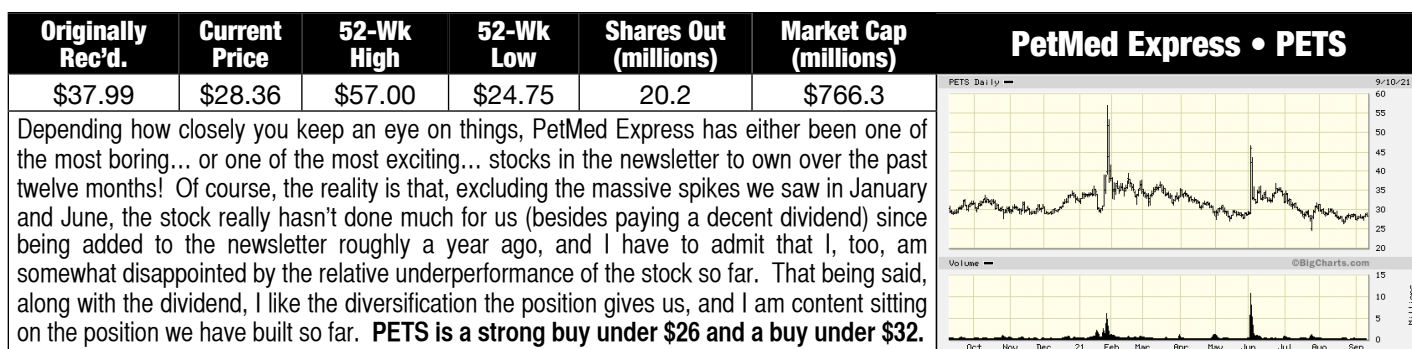 Originally Rec'd. Current Price 52-Wk High 52-Wk Low Shares Out (millions) Market Cap (millions)
$37.99 $28.36 $57.00 $24.75 20.2 $766.3
Depending how closely you keep an eye on things, PetMed Express has either been one of
the most boring… or one of the most exciting… stocks in the newsletter to own over the past
twelve months! Of course, the reality is that, excluding the massive spikes we saw in January
and June, the stock really hasn't done much for us (besides paying a decent dividend) since
being added to the newsletter roughly a year ago, and I have to admit that I, too, am
somewhat disappointed by the relative underperformance of the stock so far. That being said,
along with the dividend, I like the diversification the position gives us, and I am content sitting
on the position we have built so far. PETS is a strong buy under $26 and a buy under $32.
PetMed Express • PETS
PETS Daily 9/10/21
60
55
50
45
40
35
30
25
20
Volume ©BigCharts.com
15
10
5
0
Millions
Oct Nov Dec 21 Feb Mar Apr May Jun Jul Aug Sep